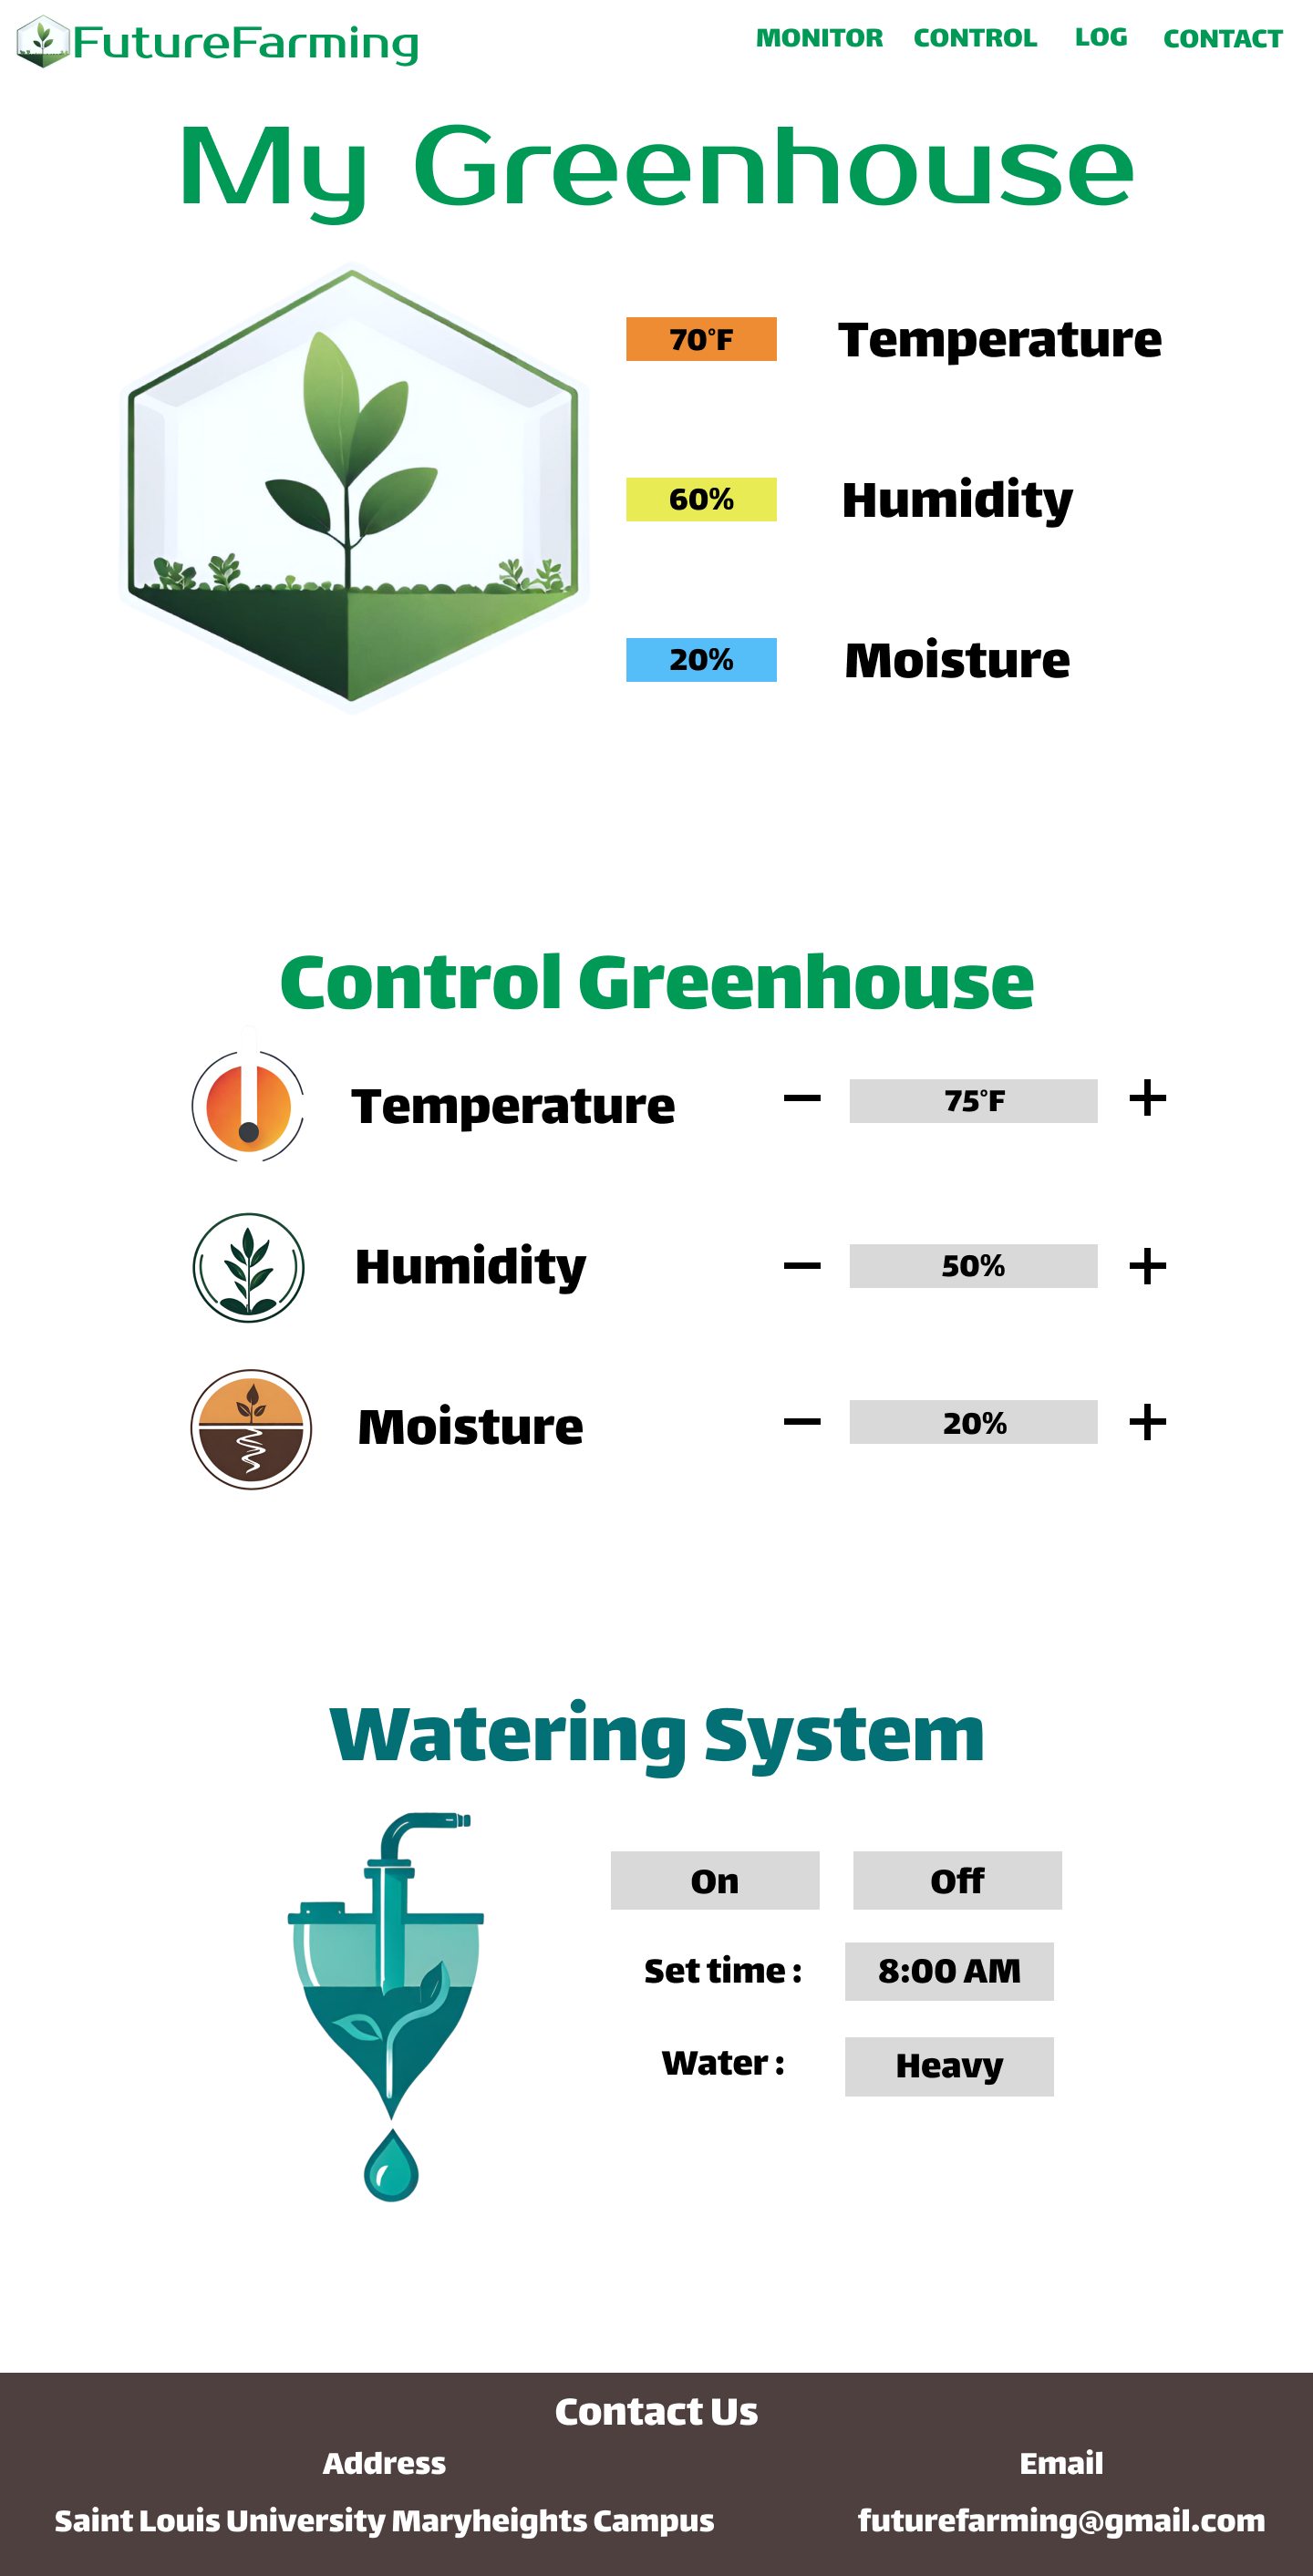 FutureFarming
MONITOR CONTROL LOG CONTACT
My Greenhouse
70°F Temperature
60% Humidity
20% Moisture
Control Greenhouse
Temperature − 75°F +
Humidity − 50% +
Moisture − 20% +
Watering System
On Off
Set time : 8:00 AM
Water : Heavy
Contact Us
Address Email
Saint Louis University Maryheights Campus futurefarming@gmail.com